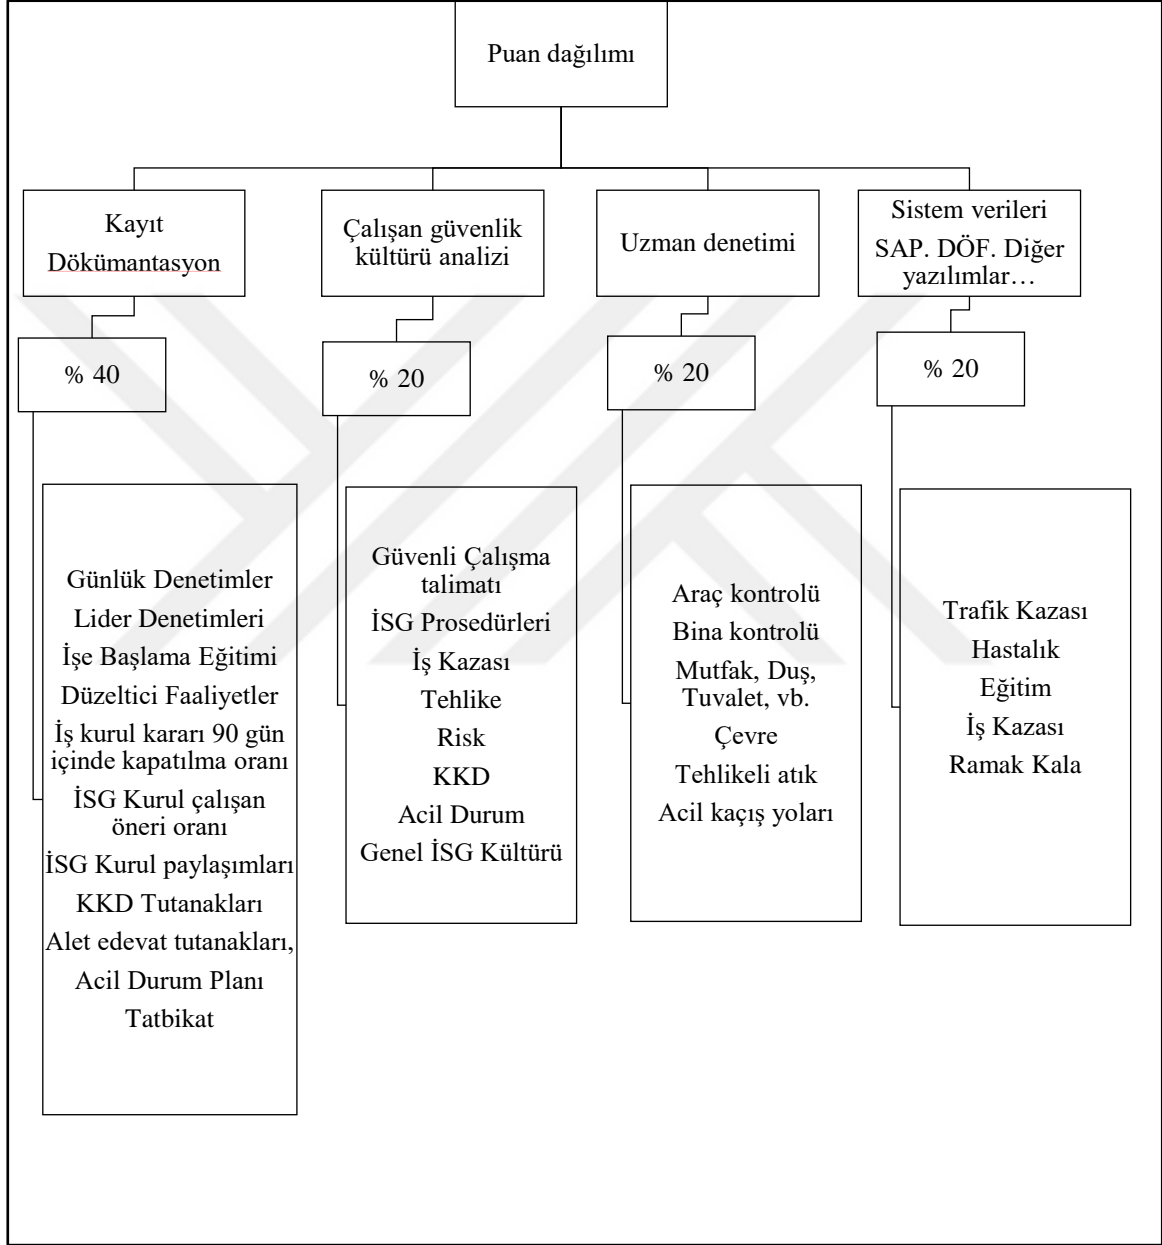 Puan dağılımı
Kayıt
Dökümantasyon
Çalışan güvenlik
kültürü analizi
Uzman denetimi
Sistem verileri
SAP. DÖF. Diğer
yazılımlar…
% 40
% 20
% 20
% 20
Günlük Denetimler
Lider Denetimleri
İşe Başlama Eğitimi
Düzeltici Faaliyetler
İş kurul kararı 90 gün
içinde kapatılma oranı
İSG Kurul çalışan
öneri oranı
İSG Kurul paylaşımları
KKD Tutanakları
Alet edevat tutanakları,
Acil Durum Planı
Tatbikat
Güvenli Çalışma
talimatı
İSG Prosedürleri
İş Kazası
Tehlike
Risk
KKD
Acil Durum
Genel İSG Kültürü
Araç kontrolü
Bina kontrolü
Mutfak, Duş,
Tuvalet, vb.
Çevre
Tehlikeli atık
Acil kaçış yoları
Trafik Kazası
Hastalık
Eğitim
İş Kazası
Ramak Kala